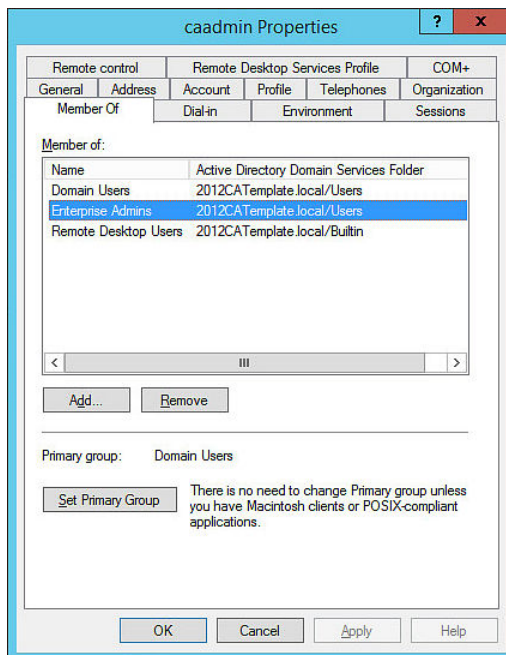 caadmin Properties
?
x
Remote control
Remote Desktop Services Profile
COM+
General
Address
Account
Profile
Telephones
Organization
Member Of
Dial-in
Environment
Sessions
Member of:
Name
Active Directory Domain Services Folder
Domain Users
2012CATemplate.local/Users
Enterprise Admins
2012CATemplate.local/Users
Remote Desktop Users
2012CATemplate.local/Builtin
Add...
Remove
Primary group:
Domain Users
Set Primary Group
There is no need to change Primary group unless
you have Macintosh clients or POSIX-compliant
applications.
OK
Cancel
Apply
Help